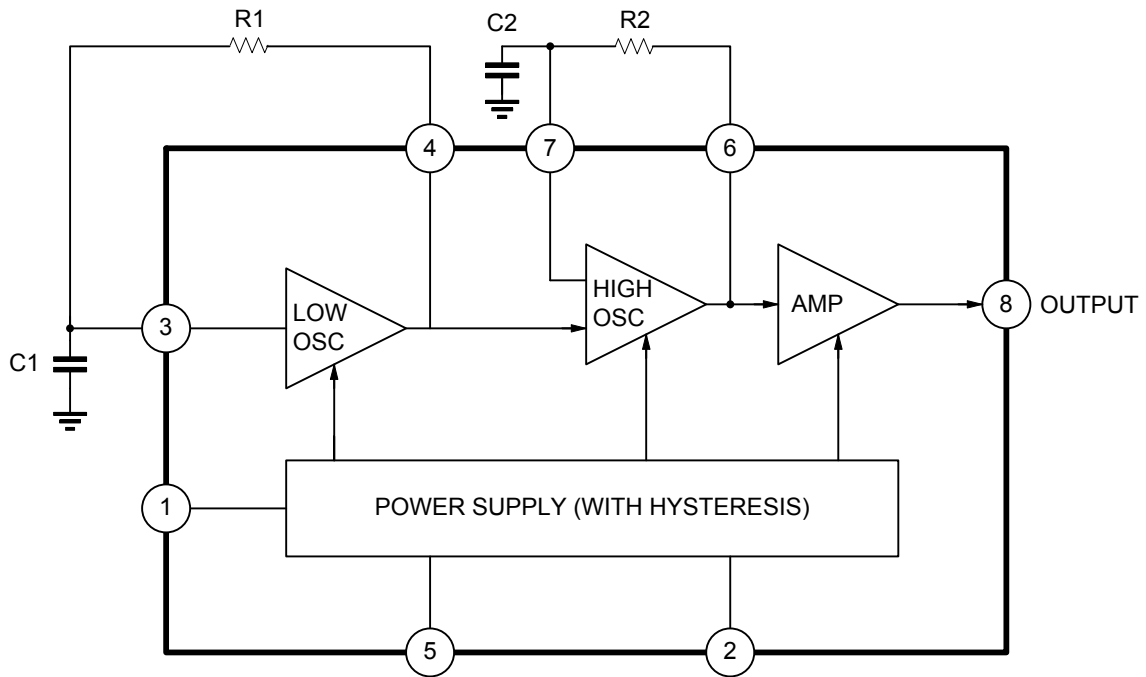 R1
C2
R2
4
7
6
LOW
OSC
HIGH
OSC
AMP
8
OUTPUT
3
C1
1
POWER SUPPLY (WITH HYSTERESIS)
5
2